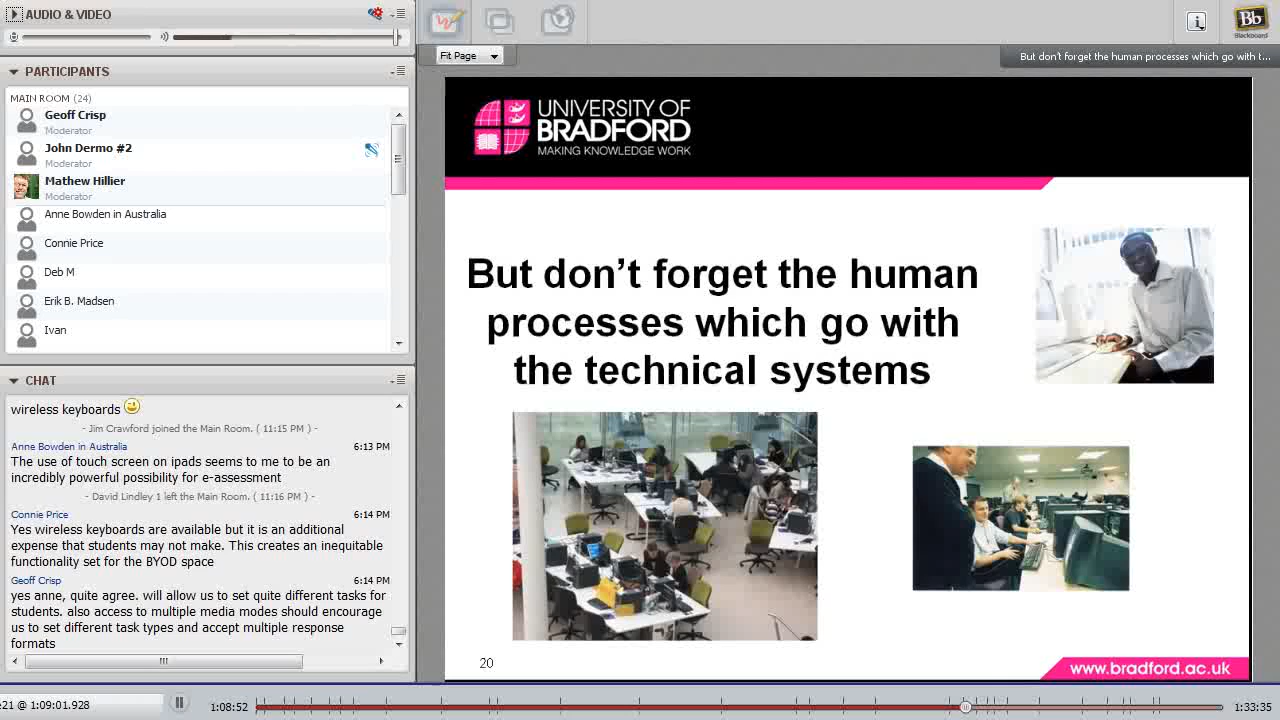 AUDIO & VIDEO
PARTICIPANTS
MAIN ROOM (24)
Geoff Crisp
Moderator
John Dermo #2
Moderator
Mathew Hillier
Moderator
Anne Bowden in Australia
Connie Price
Deb M
Erik B. Madsen
Ivan
CHAT
wireless keyboards
- Jim Crawford joined the Main Room. ( 11:15 PM ) -
Anne Bowden in Australia 6:13 PM
The use of touch screen on ipads seems to me to be an
incredibly powerful possibility for e-assessment
- David Lindley 1 left the Main Room. ( 11:16 PM ) -
Connie Price 6:14 PM
Yes wireless keyboards are available but it is an additional
expense that students may not make. This creates an inequitable
functionality set for the BYOD space
Geoff Crisp 6:14 PM
yes anne, quite agree. will allow us to set quite different tasks for
students. also access to multiple media modes should encourage
us to set different task types and accept multiple response
formats
Fit Page
Bb
Blackboard
But don't forget the human processes which go with t...
UNIVERSITY OF
BRADFORD
MAKING KNOWLEDGE WORK
But don’t forget the human
processes which go with
the technical systems
20
www.bradford.ac.uk
:21 @ 1:09:01.92
1:08:52
1:33:35